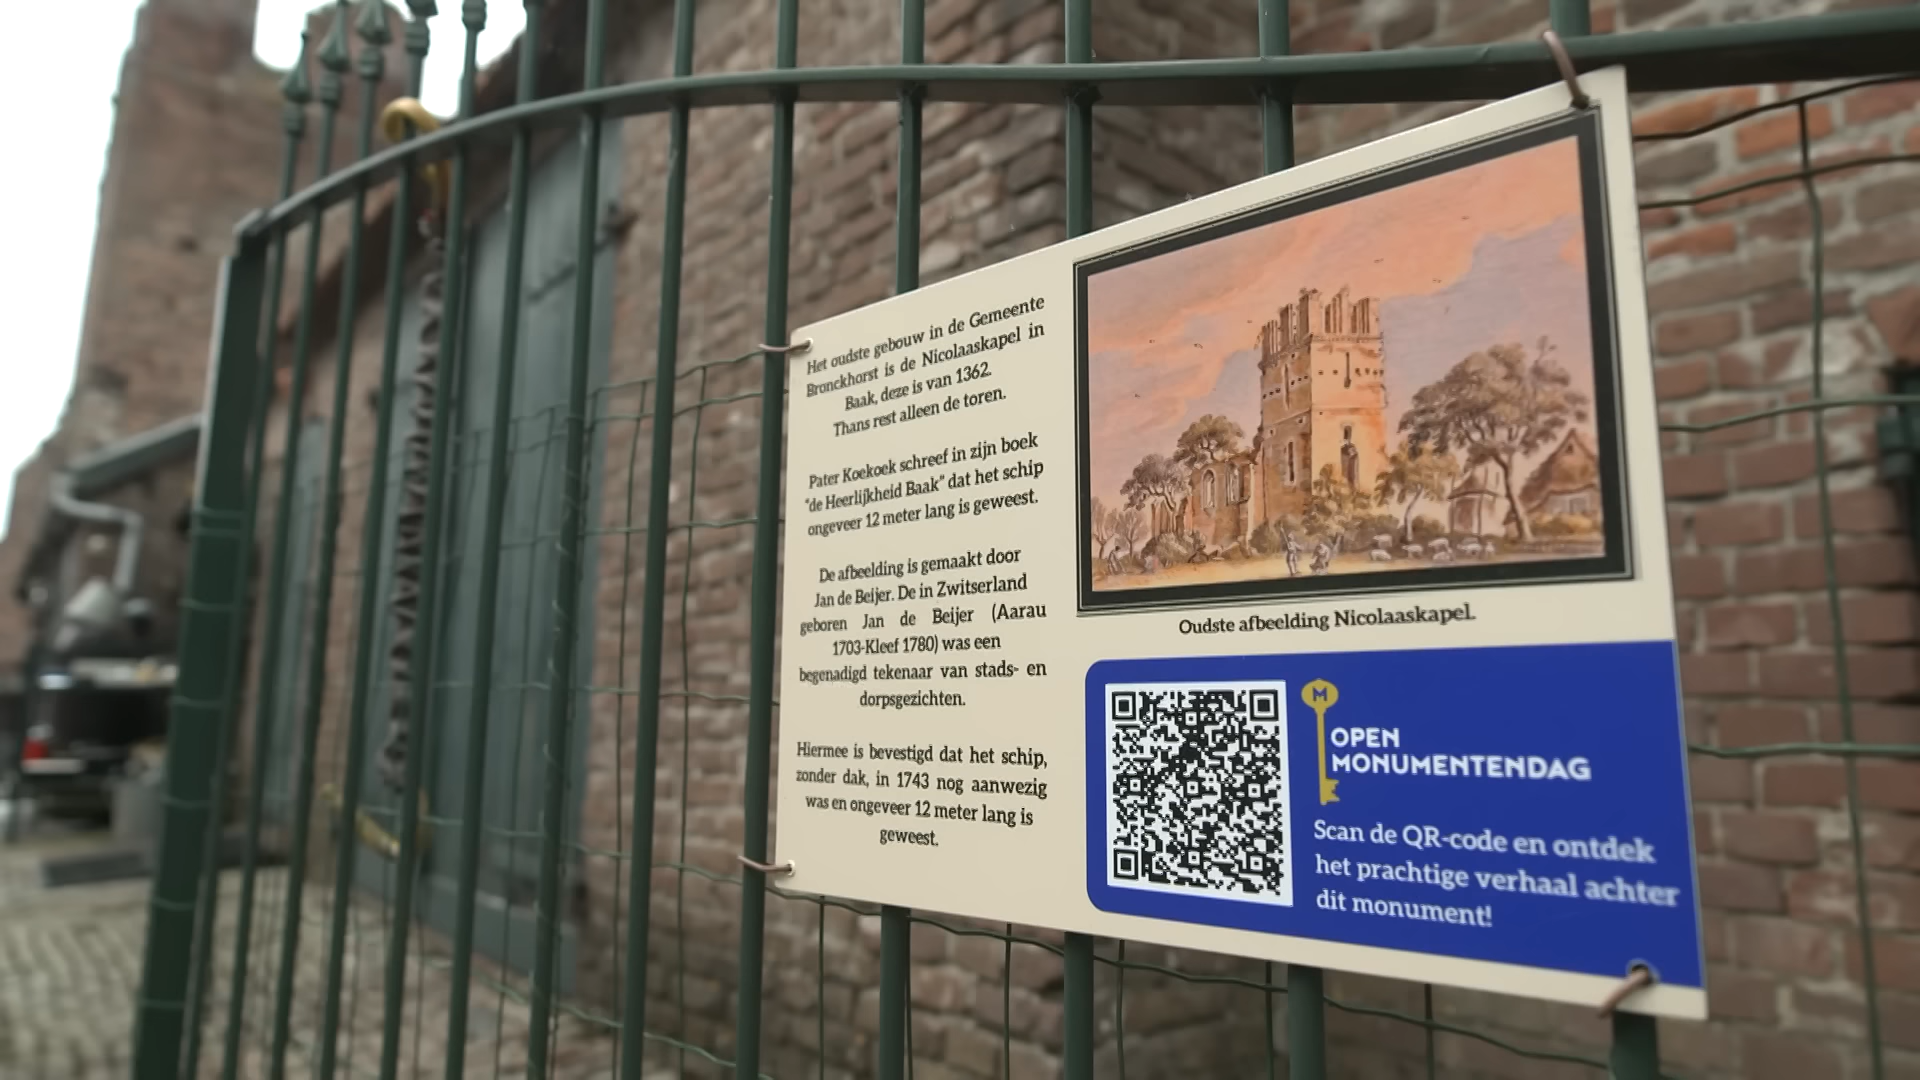 Het oudste gebouw in de Gemeente
Bronckhorst is de Nicolaaskapel in
Baak, deze is van 1362.
Thans rest alleen de toren.
Pater Koekoek schreef in zijn boek
"de Heerlijkheid Baak" dat het schip
ongeveer 12 meter lang is geweest.
De afbeelding is gemaakt door
Jan de Beijer. De in Zwitserland
geboren Jan de Beijer (Aarau
1703-Kleef 1780) was een
begenadigd tekenaar van stads- en
dorpsgezichten.
Hiermee is bevestigd dat het schip,
zonder dak, in 1743 nog aanwezig
was en ongeveer 12 meter lang is
geweest.
Oudste afbeelding Nicolaaskapel.
M
OPEN
MONUMENTENDAG
Scan de QR-code en ontdek
het prachtige verhaal achter
dit monument!